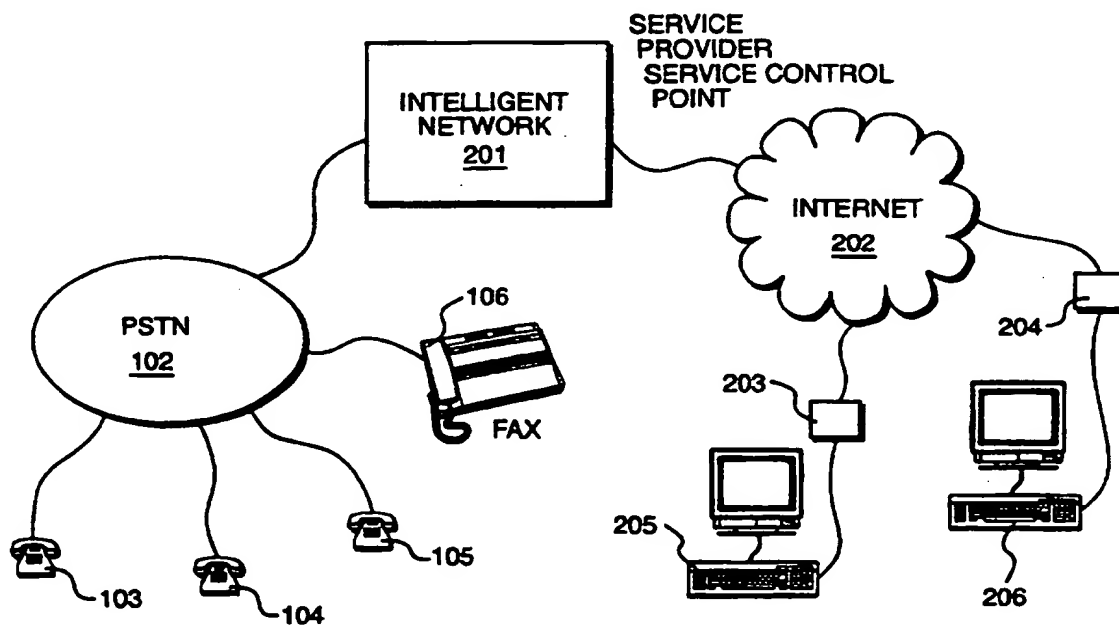 SERVICE
PROVIDER
SERVICE CONTROL
POINT
INTELLIGENT
NETWORK
201
INTERNET
202
PSTN
102
106
FAX
204
203
205
206
103
104
105